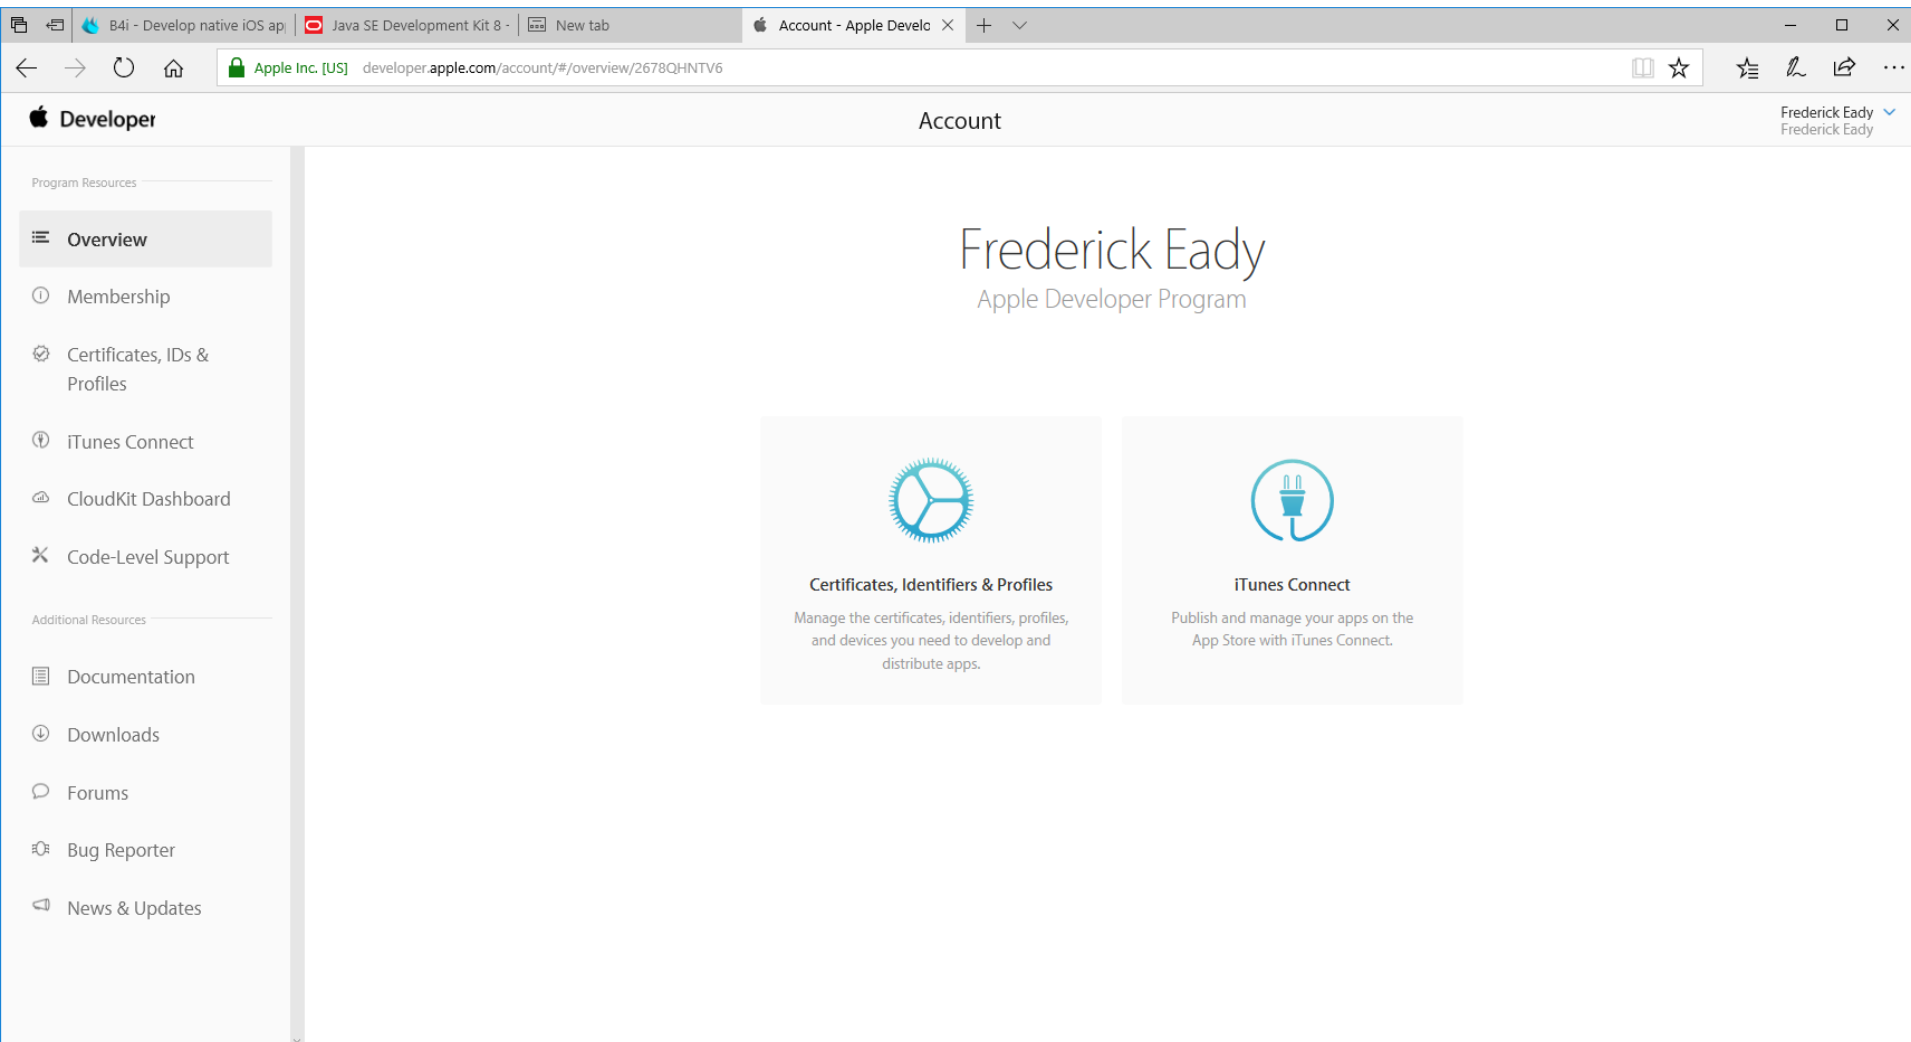 B4i - Develop native iOS ap
Java SE Development Kit 8 -
New tab
Account - Apple Develo
Apple Inc. [US] developer.apple.com/account/#/overview/2678QHNTV6
Developer
Account
Frederick Eady
Frederick Eady
Program Resources
Overview
Membership
Certificates, IDs &
Profiles
iTunes Connect
CloudKit Dashboard
Code-Level Support
Additional Resources
Documentation
Downloads
Forums
Bug Reporter
News & Updates
Frederick Eady
Apple Developer Program
Certificates, Identifiers & Profiles
Manage the certificates, identifiers, profiles,
and devices you need to develop and
distribute apps.
iTunes Connect
Publish and manage your apps on the
App Store with iTunes Connect.